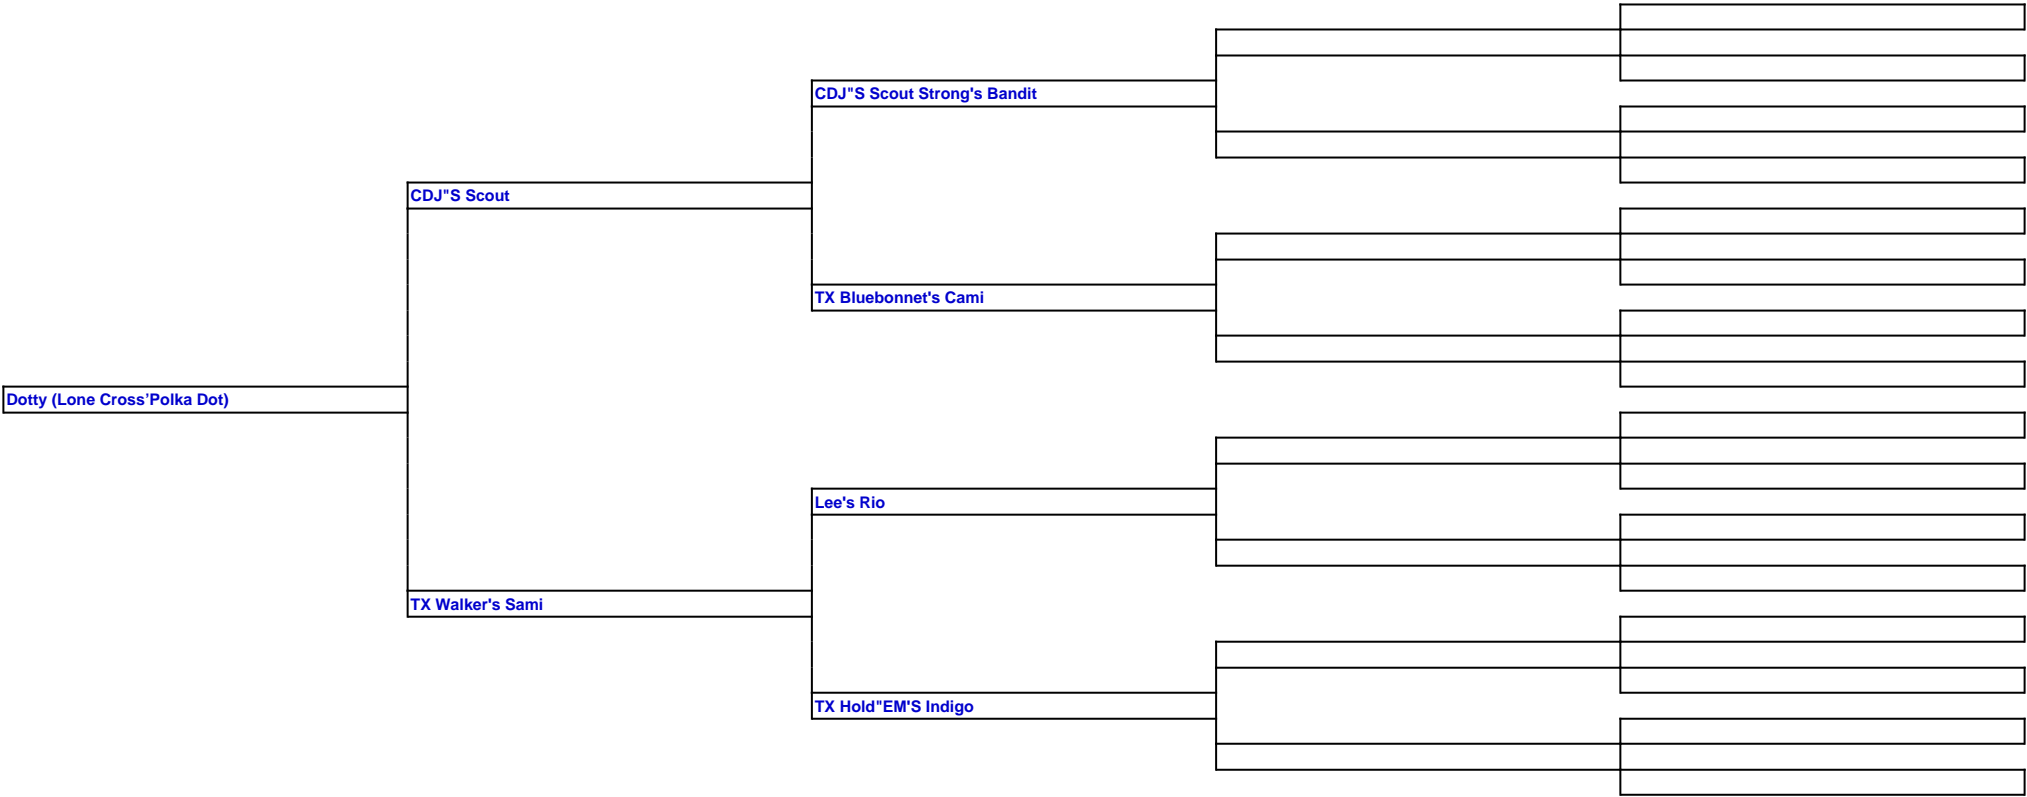 CDJ"S Scout Strong's Bandit
CDJ"S Scout
TX Bluebonnet's Cami
Dotty (Lone Cross’Polka Dot)
Lee's Rio
TX Walker's Sami
TX Hold"EM'S Indigo